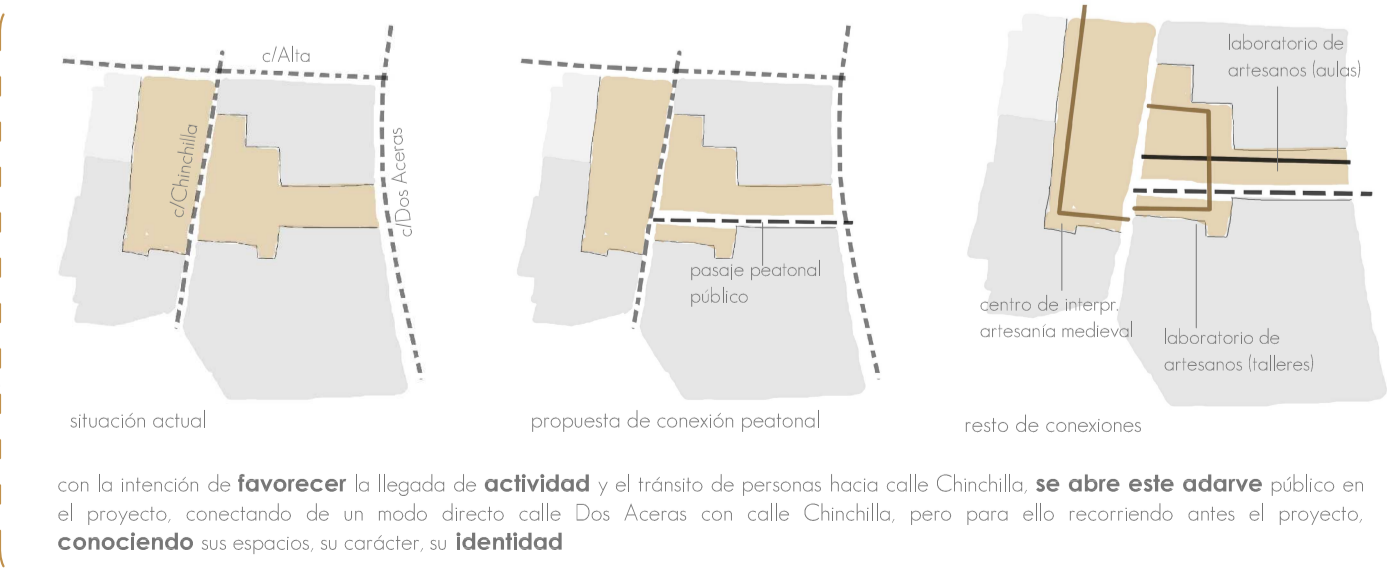 c/Alta
c/Chinchilla
c/Dos Aceras
situación actual
pasaje peatonal
público
propuesta de conexión peatonal
laboratorio de
artesanos (aulas)
centro de interpr.
artesanía medieval
laboratorio de
artesanos (talleres)
resto de conexiones
con la intención de favorecer la llegada de actividad y el tránsito de personas hacia calle Chinchilla, se abre este adarve público en
el proyecto, conectando de un modo directo calle Dos Aceras con calle Chinchilla, pero para ello recorriendo antes el proyecto,
conociendo sus espacios, su carácter, su identidad